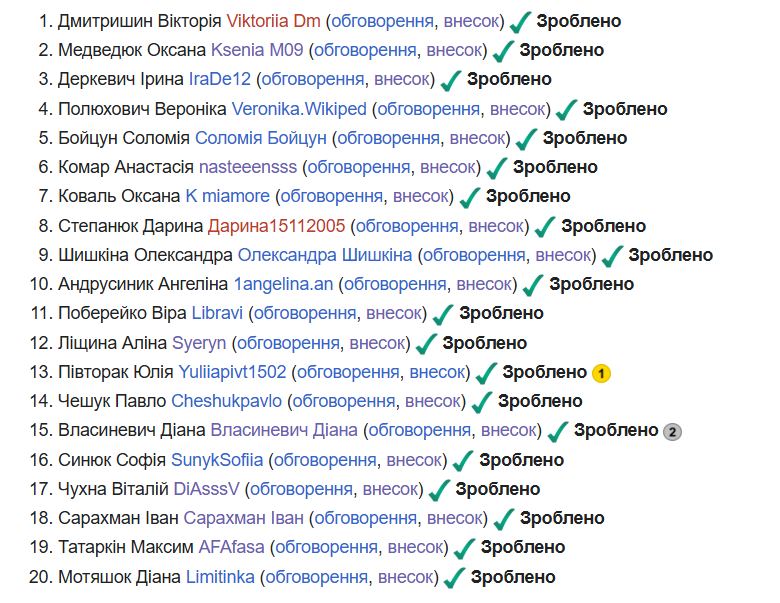 1. Дмитришин Вікторія Viktoriia Dm (обговорення, внесок) Зроблено
2. Медведюк Оксана Ksenia M09 (обговорення, внесок) Зроблено
3. Деркевич Ірина IraDe12 (обговорення, внесок) Зроблено
4. Полюхович Вероніка Veronika.Wikiped (обговорення, внесок) Зроблено
5. Бойцун Соломія Соломія Бойцун (обговорення, внесок) Зроблено
6. Комар Анастасія nasteeensss (обговорення, внесок) Зроблено
7. Коваль Оксана K miamore (обговорення, внесок) Зроблено
8. Степанюк Дарина Дарина15112005 (обговорення, внесок) Зроблено
9. Шишкіна Олександра Олександра Шишкіна (обговорення, внесок) Зроблено
10. Андрусиник Ангеліна 1angelina.an (обговорення, внесок) Зроблено
11. Поберейко Віра Libravi (обговорення, внесок) Зроблено
12. Ліщина Аліна Syeryn (обговорення, внесок) Зроблено
13. Півторак Юлія Yuliiapivt1502 (обговорення, внесок) Зроблено 1
14. Чешук Павло Cheshukpavlo (обговорення, внесок) Зроблено
15. Власиневич Діана Власиневич Діана (обговорення, внесок) Зроблено 2
16. Синюк Софія SunykSofiia (обговорення, внесок) Зроблено
17. Чухна Віталій DiAsssV (обговорення, внесок) Зроблено
18. Сарахман Іван Сарахман Іван (обговорення, внесок) Зроблено
19. Татаркін Максим AFAfasa (обговорення, внесок) Зроблено
20. Мотяшок Діана Limitinka (обговорення, внесок) Зроблено